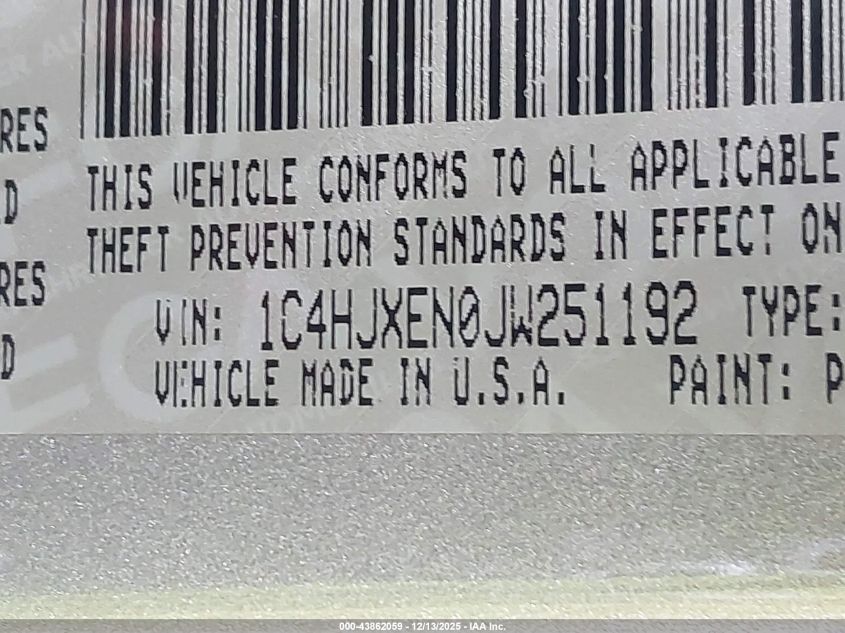 RES
D
RES
D
THIS VEHICLE CONFORMS TO ALL APPLICABLE
THEFT PREVENTION STANDARDS IN EFFECT ON
VIN: 1C4HJXEN0JW251192 TYPE:
VEHICLE MADE IN U.S.A. PAINT: P
000-43862059 - 12/13/2025 - IAA Inc.